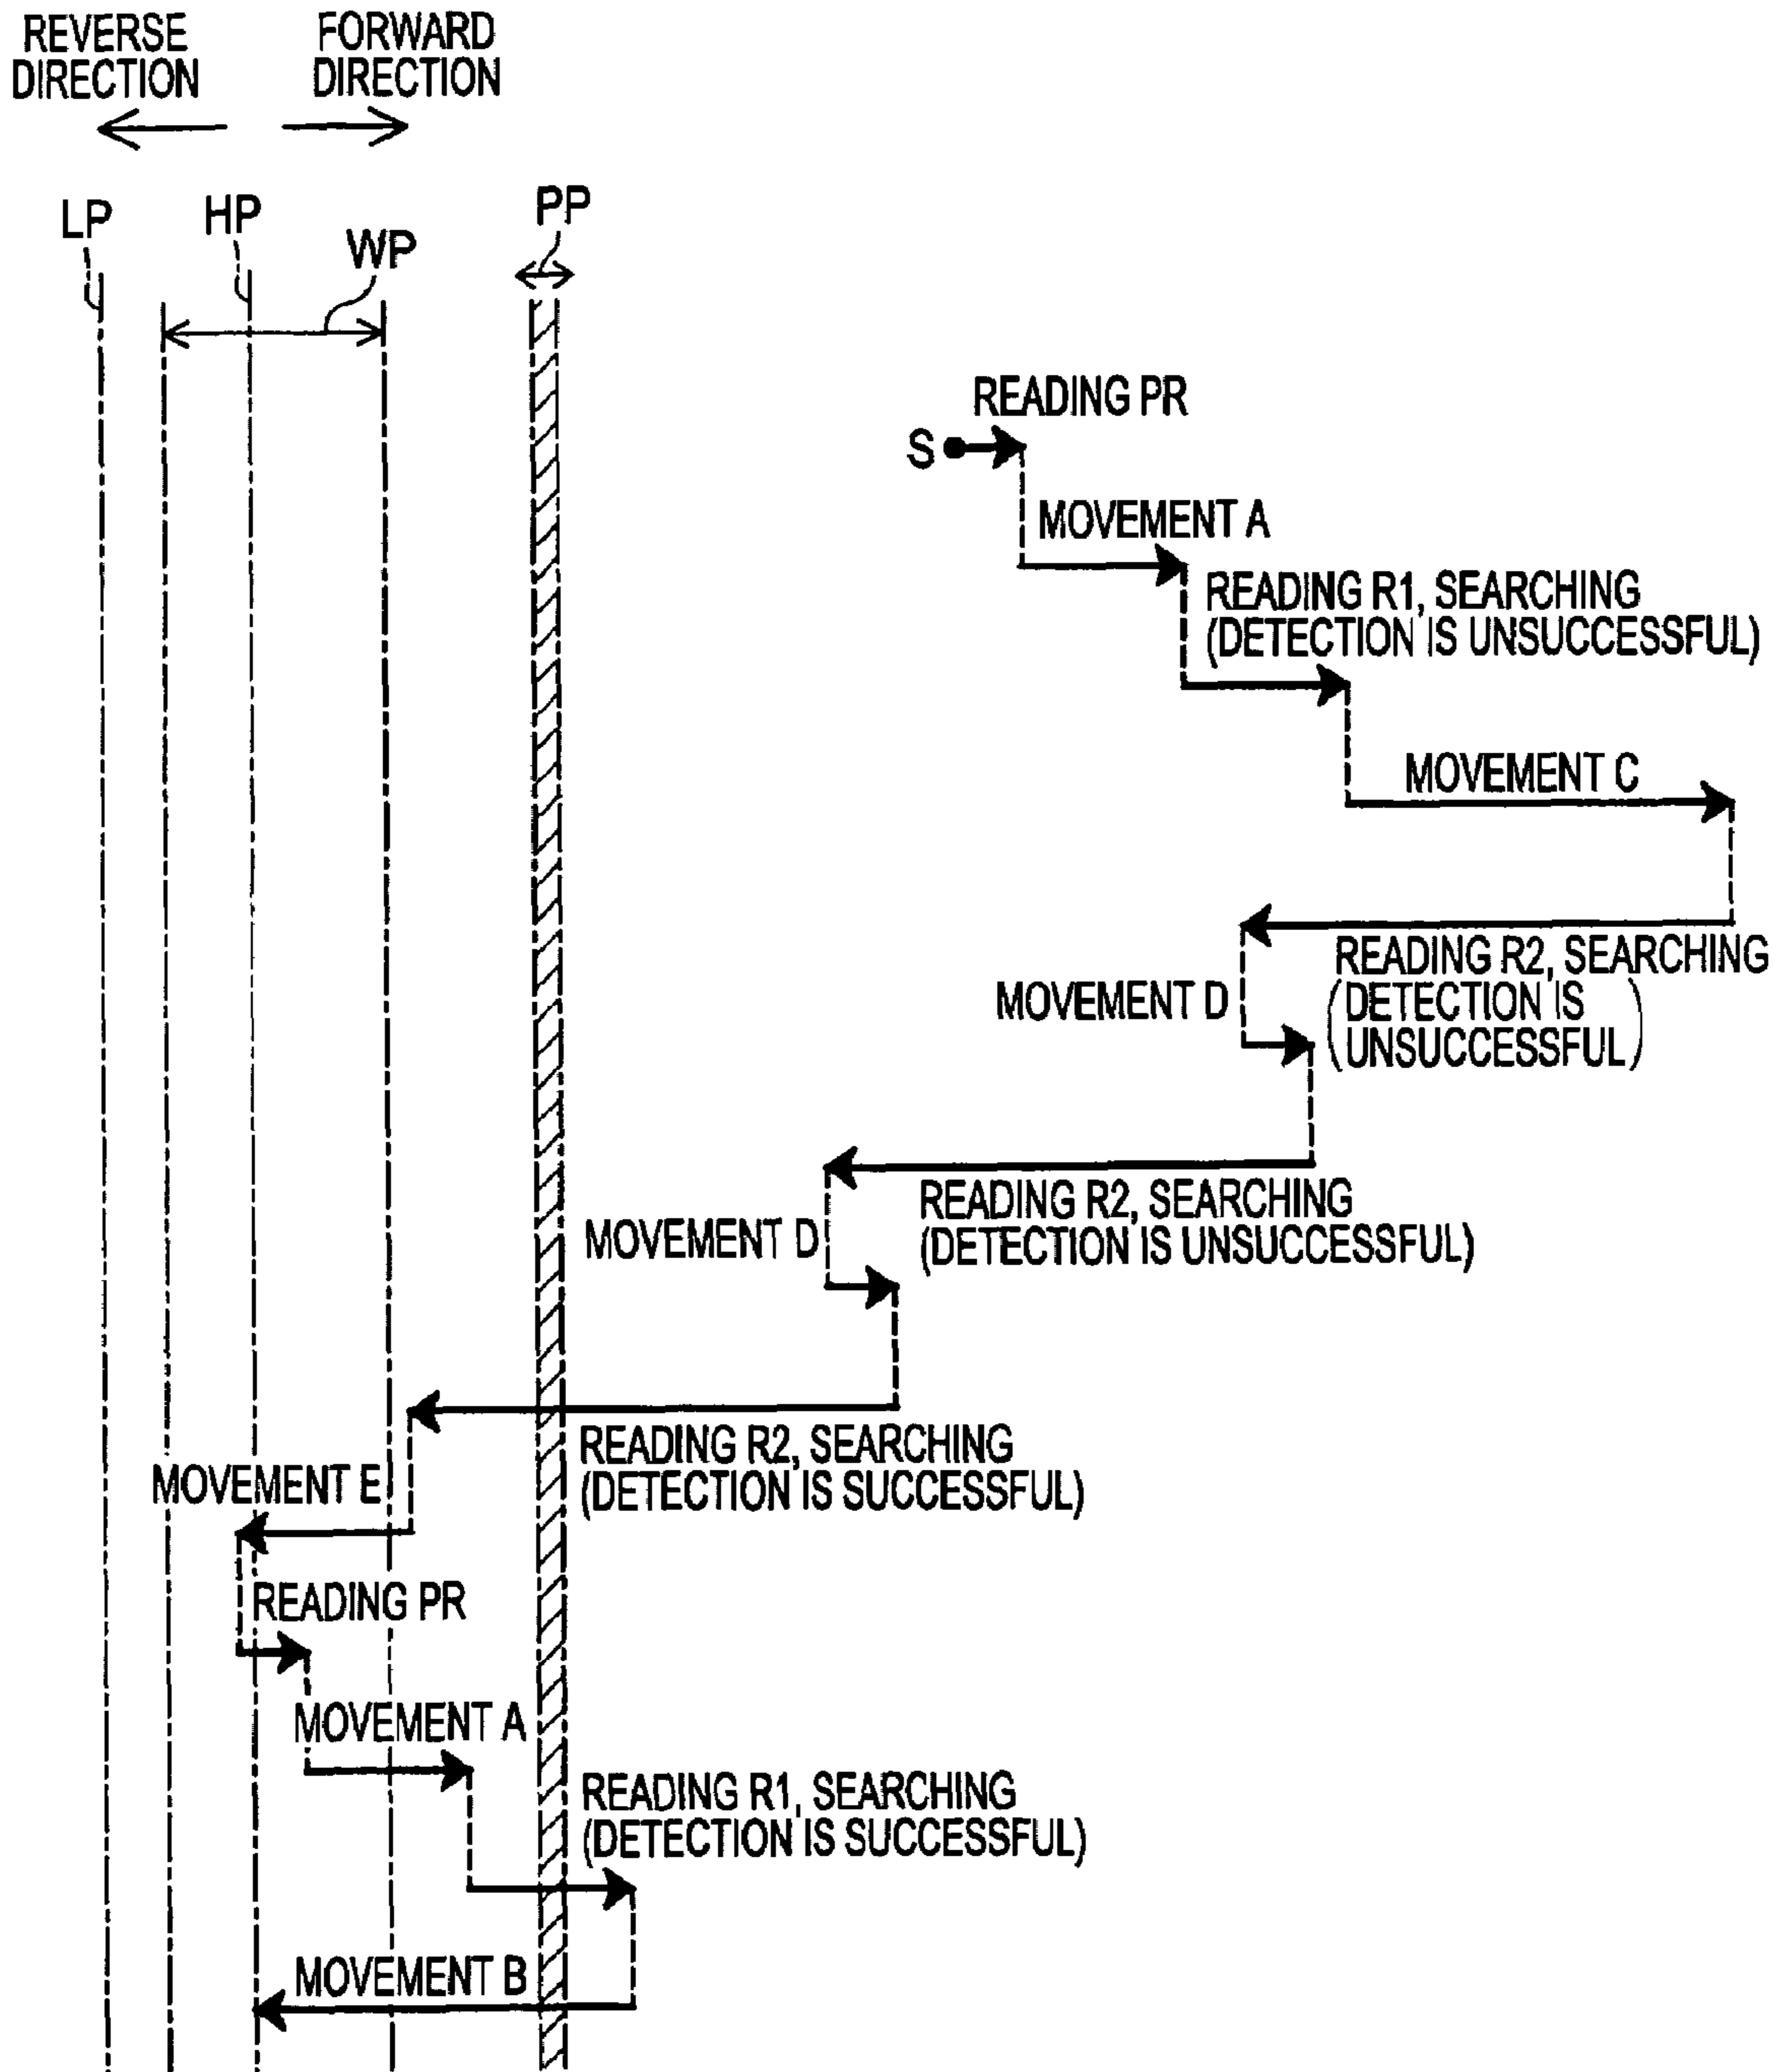 REVERSE
DIRECTION
FORWARD
DIRECTION
LP
HP
WP
PP
READING PR
S
MOVEMENT A
READING R1, SEARCHING
(DETECTION IS UNSUCCESSFUL)
MOVEMENT C
READING R2, SEARCHING
(DETECTION IS
UNSUCCESSFUL)
MOVEMENT D
READING R2, SEARCHING
(DETECTION IS UNSUCCESSFUL)
MOVEMENT D
READING R2, SEARCHING
(DETECTION IS SUCCESSFUL)
MOVEMENT E
READING PR
MOVEMENT A
READING R1, SEARCHING
(DETECTION IS SUCCESSFUL)
MOVEMENT B